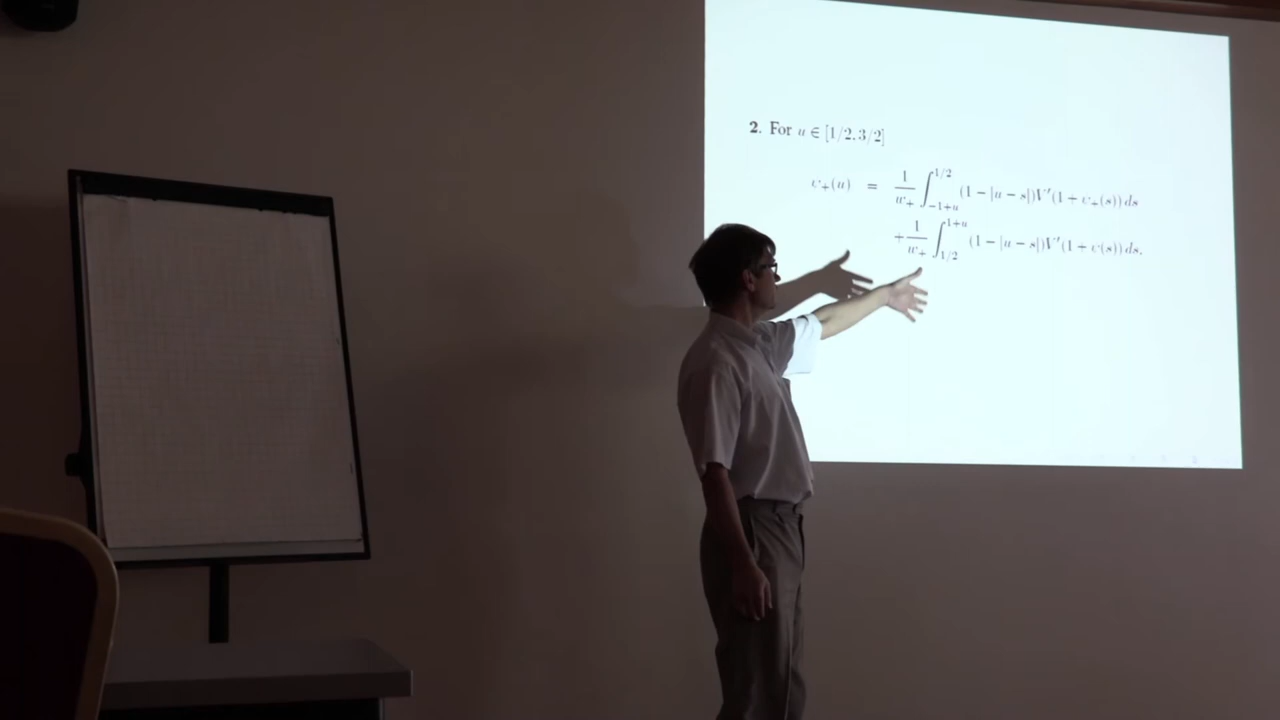 2. For u ∈ [1/2, 3/2]
v₊(u) = 1/w₊ ∫_{-1+u}^{1/2} (1 − |u − s|)V′(1 + v₊(s)) ds
+ 1/w₊ ∫_{1/2}^{1+u} (1 − |u − s|)V′(1 + v(s)) ds.